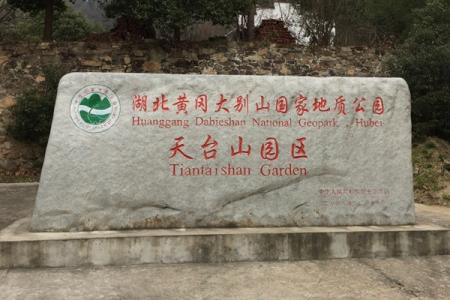 湖北黄冈大别山国家地质公园
Huanggang Dabieshan National Geopark , Hubei
天台山园区
Tiantaishan Garden